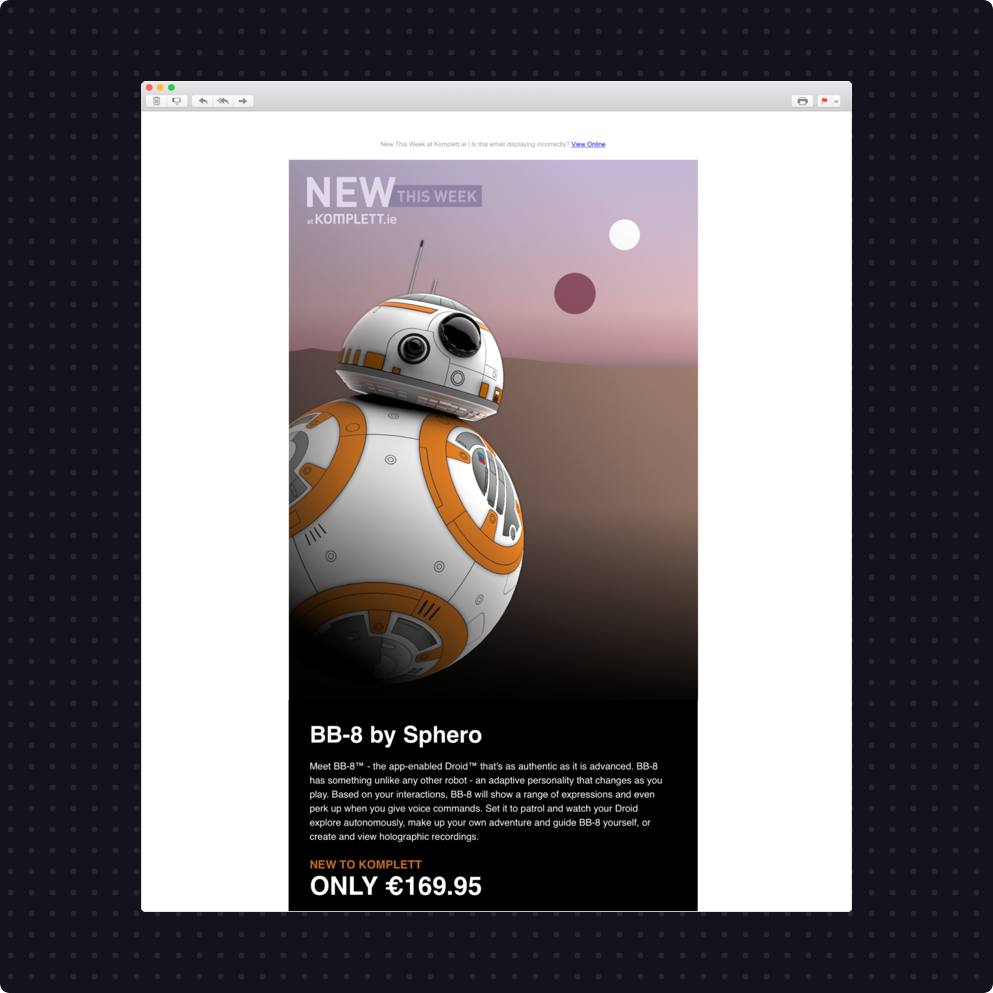 New This Week at Komplett.ie | Is this email displaying incorrectly? View Online
NEW THIS WEEK
at KOMPLETT.ie
BB-8 by Sphero
Meet BB-8™ - the app-enabled Droid™ that's as authentic as it is advanced. BB-8
has something unlike any other robot - an adaptive personality that changes as you
play. Based on your interactions, BB-8 will show a range of expressions and even
perk up when you give voice commands. Set it to patrol and watch your Droid
explore autonomously, make up your own adventure and guide BB-8 yourself, or
create and view holographic recordings.
NEW TO KOMPLETT
ONLY €169.95